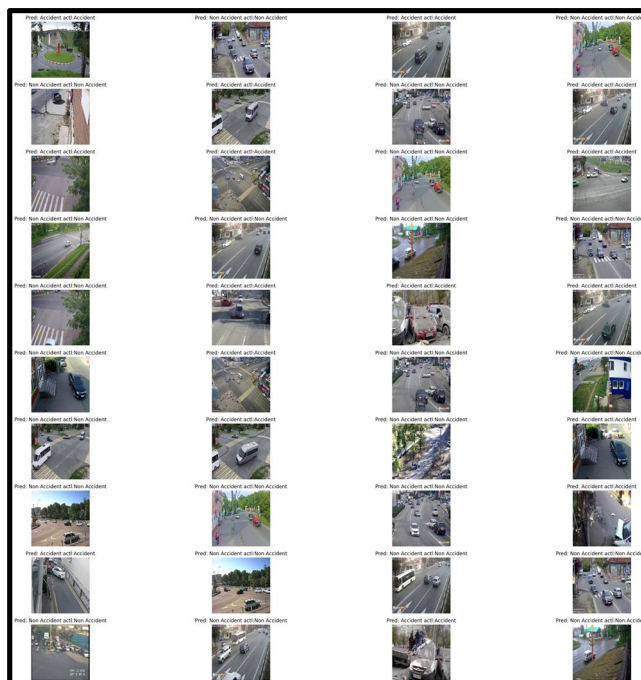 Pred: Accident actl:Accident Pred: Non Accident actl:Non Accident Pred: Accident actl:Accident Pred: Non Accident actl:Non Accide
Pred: Non Accident actl:Non Accident Pred: Accident actl:Accident Pred: Non Accident actl:Non Accident Pred: Accident actl:Accident
Pred: Accident actl:Accident Pred: Accident actl:Accident Pred: Non Accident actl:Non Accident Pred: Accident actl:Accident
Pred: Non Accident actl:Non Accident Pred: Non Accident actl:Non Accident Pred: Non Accident actl:Non Accident Pred: Non Accident actl:Non Accide
Pred: Accident actl:Accident Pred: Accident actl:Accident Pred: Accident actl:Accident Pred: Accident actl:Accident
Pred: Non Accident actl:Non Accident Pred: Accident actl:Accident Pred: Non Accident actl:Non Accident Pred: Non Accident actl:Non Accide
Pred: Accident actl:Accident Pred: Accident actl:Accident Pred: Non Accident actl:Non Accident Pred: Accident actl:Accident
Pred: Non Accident actl:Non Accident Pred: Non Accident actl:Non Accident Pred: Non Accident actl:Non Accident Pred: Accident actl:Accident
Pred: Accident actl:Accident Pred: Non Accident actl:Non Accident Pred: Non Accident actl:Non Accident Pred: Non Accident actl:Non Accide
Pred: Non Accident actl:Non Accident Pred: Non Accident actl:Non Accident Pred: Accident actl:Accident Pred: Non Accident actl:Non Accide